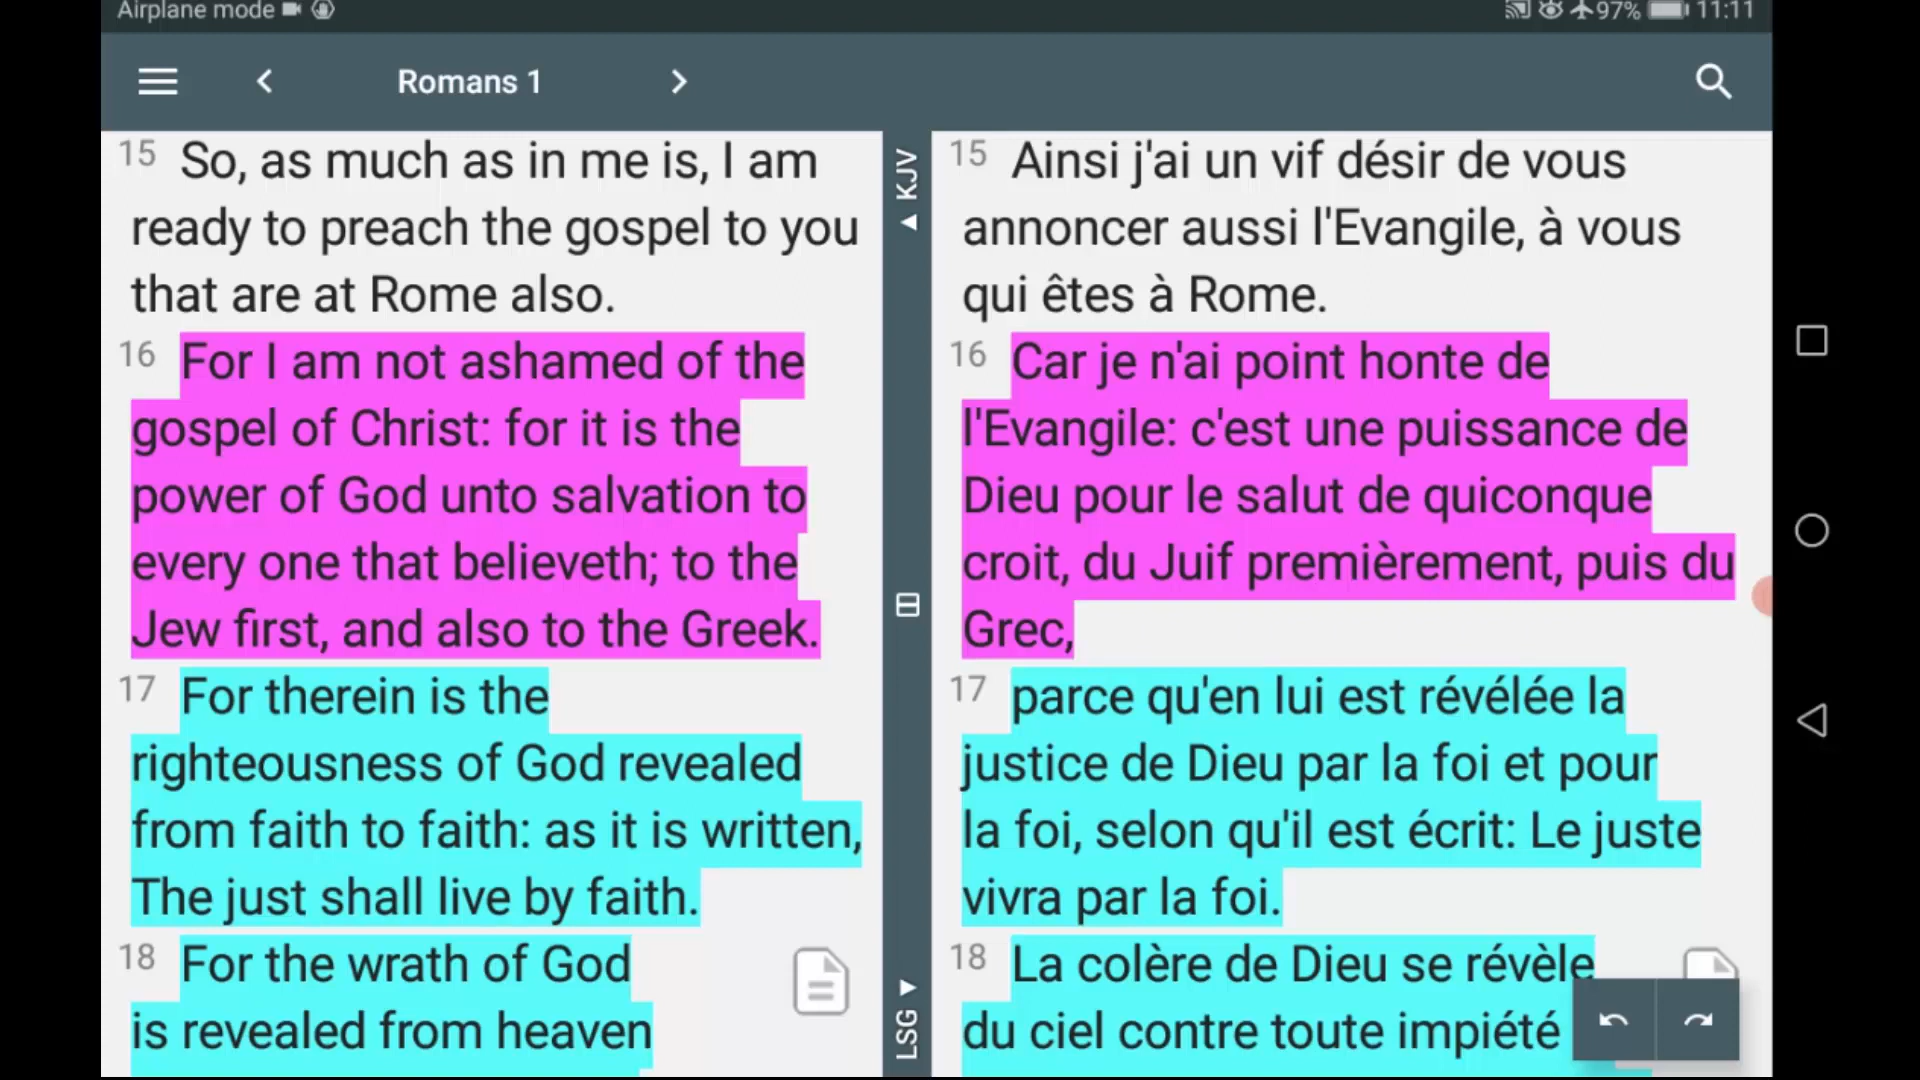 Airplane mode
97% 11:11
Romans 1
15 So, as much as in me is, I am
ready to preach the gospel to you
that are at Rome also.
16 For I am not ashamed of the
gospel of Christ: for it is the
power of God unto salvation to
every one that believeth; to the
Jew first, and also to the Greek.
17 For therein is the
righteousness of God revealed
from faith to faith: as it is written,
The just shall live by faith.
18 For the wrath of God
is revealed from heaven
KJV
LSG
15 Ainsi j'ai un vif désir de vous
annoncer aussi l'Evangile, à vous
qui êtes à Rome.
16 Car je n'ai point honte de
l'Evangile: c'est une puissance de
Dieu pour le salut de quiconque
croit, du Juif premièrement, puis du
Grec,
17 parce qu'en lui est révélée la
justice de Dieu par la foi et pour
la foi, selon qu'il est écrit: Le juste
vivra par la foi.
18 La colère de Dieu se révèle
du ciel contre toute impiété